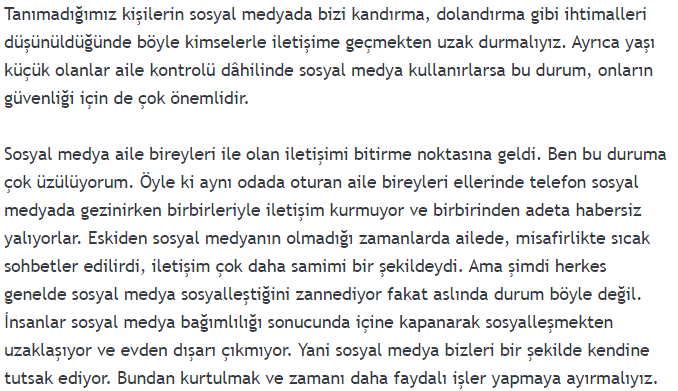 Tanımadığımız kişilerin sosyal medyada bizi kandırma, dolandırma gibi ihtimalleri
düşünüldüğünde böyle kimselerle iletişime geçmekten uzak durmalıyız. Ayrıca yaşı
küçük olanlar aile kontrolü dâhilinde sosyal medya kullanırlarsa bu durum, onların
güvenliği için de çok önemlidir.

Sosyal medya aile bireyleri ile olan iletişimi bitirme noktasına geldi. Ben bu duruma
çok üzülüyorum. Öyle ki aynı odada oturan aile bireyleri ellerinde telefon sosyal
medyada gezinirken birbirleriyle iletişim kurmuyor ve birbirinden adeta habersiz
yalıyorlar. Eskiden sosyal medyanın olmadığı zamanlarda ailede, misafirlikte sıcak
sohbetler edilirdi, iletişim çok daha samimi bir şekildeydi. Ama şimdi herkes
genelde sosyal medya sosyalleştiğini zannediyor fakat aslında durum böyle değil.
İnsanlar sosyal medya bağımlılığı sonucunda içine kapanarak sosyalleşmekten
uzaklaşıyor ve evden dışarı çıkmıyor. Yani sosyal medya bizleri bir şekilde kendine
tutsak ediyor. Bundan kurtulmak ve zamanı daha faydalı işler yapmaya ayırmalıyız.